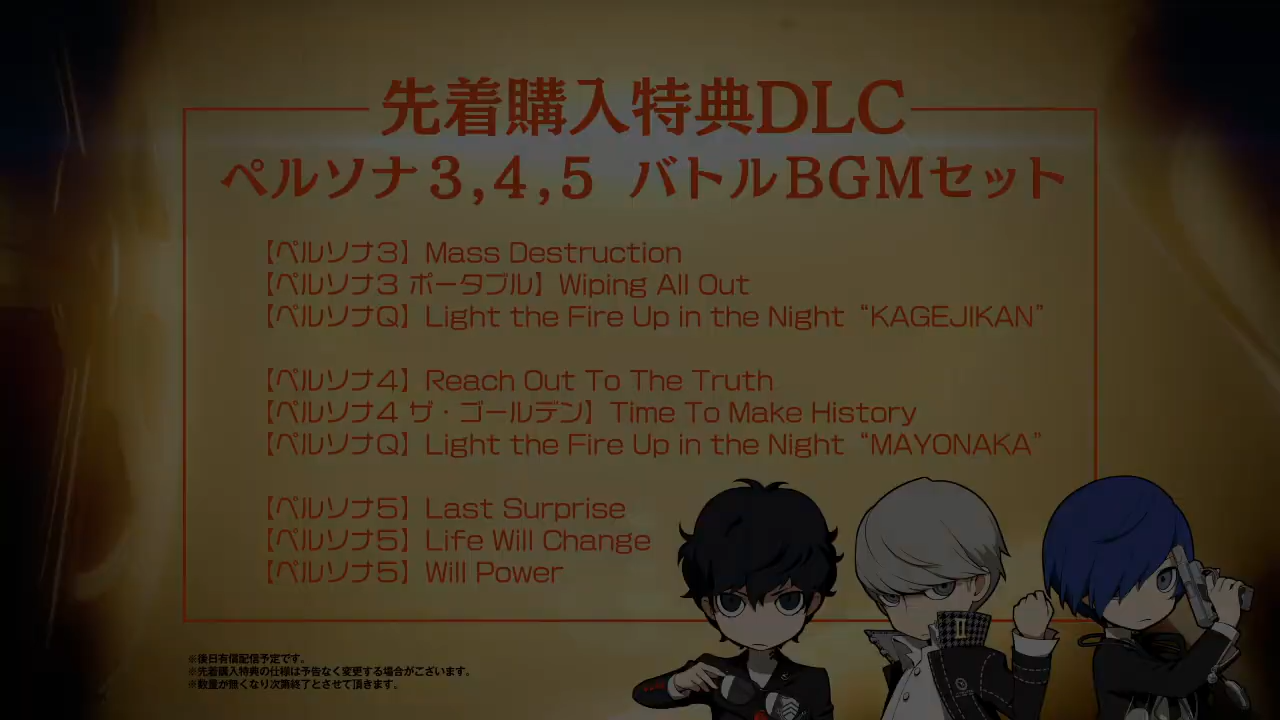 先着購入特典DLC
ペルソナ3,4,5 バトルBGMセット
【ペルソナ3】Mass Destruction
【ペルソナ3 ポータブル】Wiping All Out
【ペルソナQ】Light the Fire Up in the Night “KAGEJIKAN”
【ペルソナ4】Reach Out To The Truth
【ペルソナ4 ザ・ゴールデン】Time To Make History
【ペルソナQ】Light the Fire Up in the Night “MAYONAKA”
【ペルソナ5】Last Surprise
【ペルソナ5】Life Will Change
【ペルソナ5】Will Power
※後日有償配信予定です。
※先着購入特典の仕様は予告なく変更する場合がございます。
※数量が無くなり次第終了とさせて頂きます。